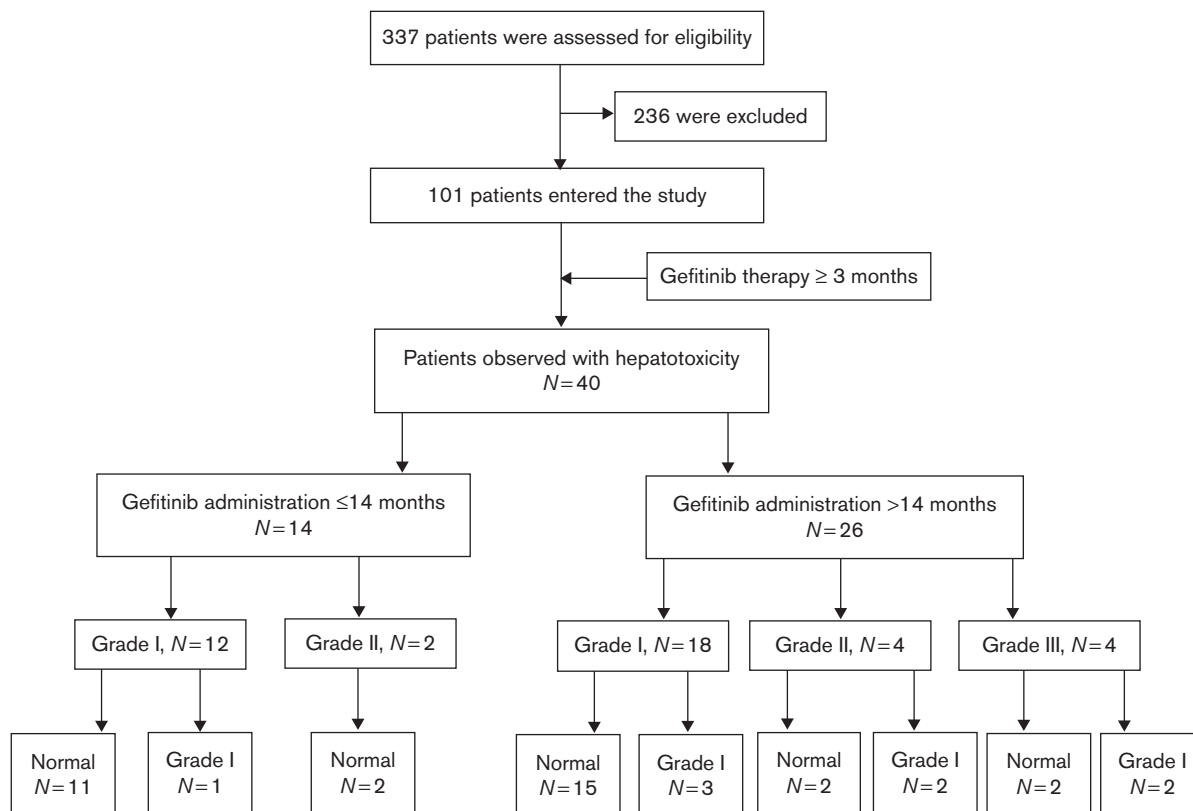 337 patients were assessed for eligibility
236 were excluded
101 patients entered the study
Gefitinib therapy ≥ 3 months
Patients observed with hepatotoxicity
N=40
Gefitinib administration ≤14 months
N=14
Gefitinib administration >14 months
N=26
Grade I, N=12
Grade II, N=2
Grade I, N=18
Grade II, N=4
Grade III, N=4
Normal
N=11
Grade I
N=1
Normal
N=2
Normal
N=15
Grade I
N=3
Normal
N=2
Grade I
N=2
Normal
N=2
Grade I
N=2